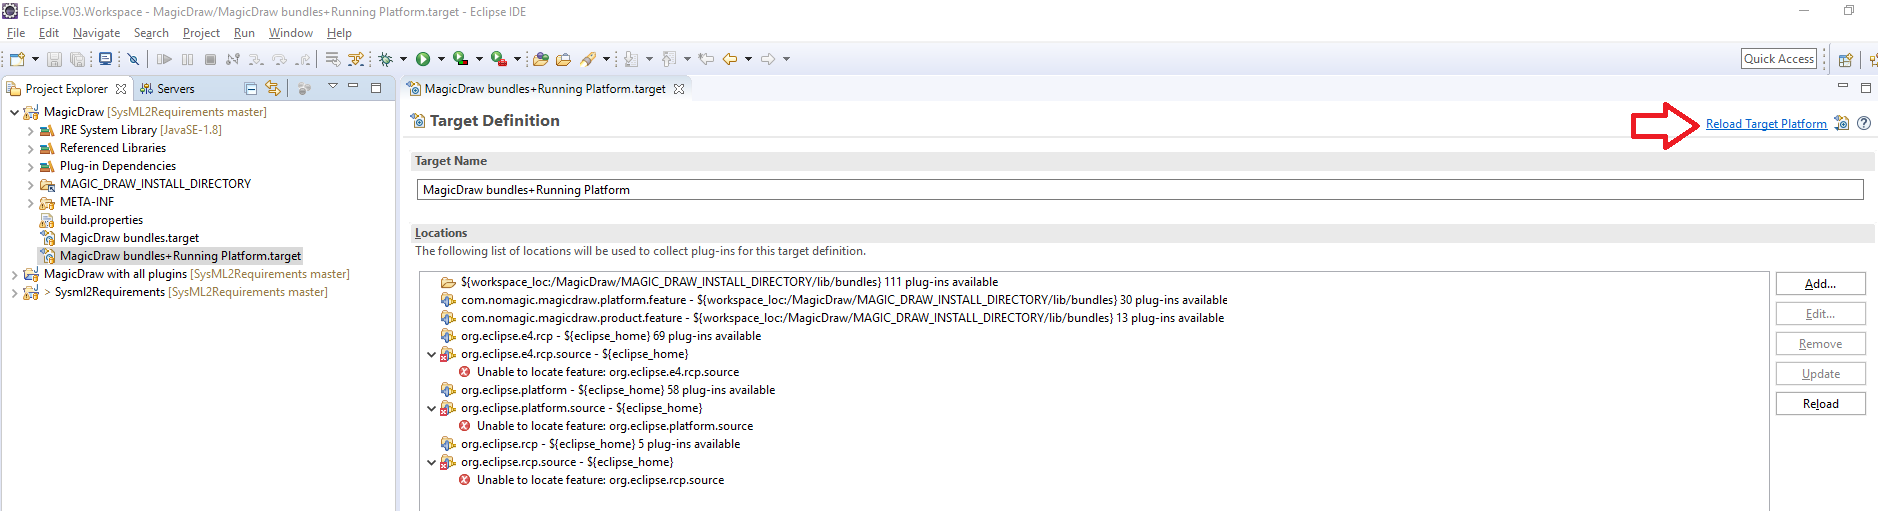 Eclipse.V03.Workspace - MagicDraw/MagicDraw bundles+Running Platform.target - Eclipse IDE
File Edit Navigate Search Project Run Window Help
Quick Access
Project Explorer Servers
MagicDraw [SysML2Requirements master]
JRE System Library [JavaSE-1.8]
Referenced Libraries
Plug-in Dependencies
MAGIC_DRAW_INSTALL_DIRECTORY
META-INF
build.properties
MagicDraw bundles.target
MagicDraw bundles+Running Platform.target
MagicDraw with all plugins [SysML2Requirements master]
> Sysml2Requirements [SysML2Requirements master]
MagicDraw bundles+Running Platform.target
Target Definition
Reload Target Platform
Target Name
MagicDraw bundles+Running Platform
Locations
The following list of locations will be used to collect plug-ins for this target definition.
${workspace_loc:/MagicDraw/MAGIC_DRAW_INSTALL_DIRECTORY/lib/bundles} 111 plug-ins available
com.nomagic.magicdraw.platform.feature - ${workspace_loc:/MagicDraw/MAGIC_DRAW_INSTALL_DIRECTORY/lib/bundles} 30 plug-ins available
com.nomagic.magicdraw.product.feature - ${workspace_loc:/MagicDraw/MAGIC_DRAW_INSTALL_DIRECTORY/lib/bundles} 13 plug-ins available
org.eclipse.e4.rcp - ${eclipse_home} 69 plug-ins available
org.eclipse.e4.rcp.source - ${eclipse_home}
Unable to locate feature: org.eclipse.e4.rcp.source
org.eclipse.platform - ${eclipse_home} 58 plug-ins available
org.eclipse.platform.source - ${eclipse_home}
Unable to locate feature: org.eclipse.platform.source
org.eclipse.rcp - ${eclipse_home} 5 plug-ins available
org.eclipse.rcp.source - ${eclipse_home}
Unable to locate feature: org.eclipse.rcp.source
Add...
Edit...
Remove
Update
Reload